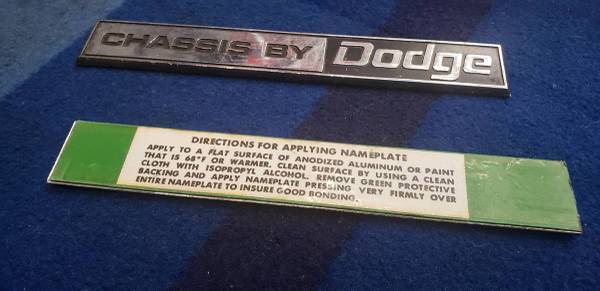 CHASSIS BY Dodge
DIRECTIONS FOR APPLYING NAMEPLATE
APPLY TO A FLAT SURFACE OF ANODIZED ALUMINUM OR PAINT
THAT IS 68°F OR WARMER. CLEAN SURFACE BY USING A CLEAN
CLOTH WITH ISOPROPYL ALCOHOL. REMOVE GREEN PROTECTIVE
BACKING AND APPLY NAMEPLATE PRESSING VERY FIRMLY OVER
ENTIRE NAMEPLATE TO INSURE GOOD BONDING.